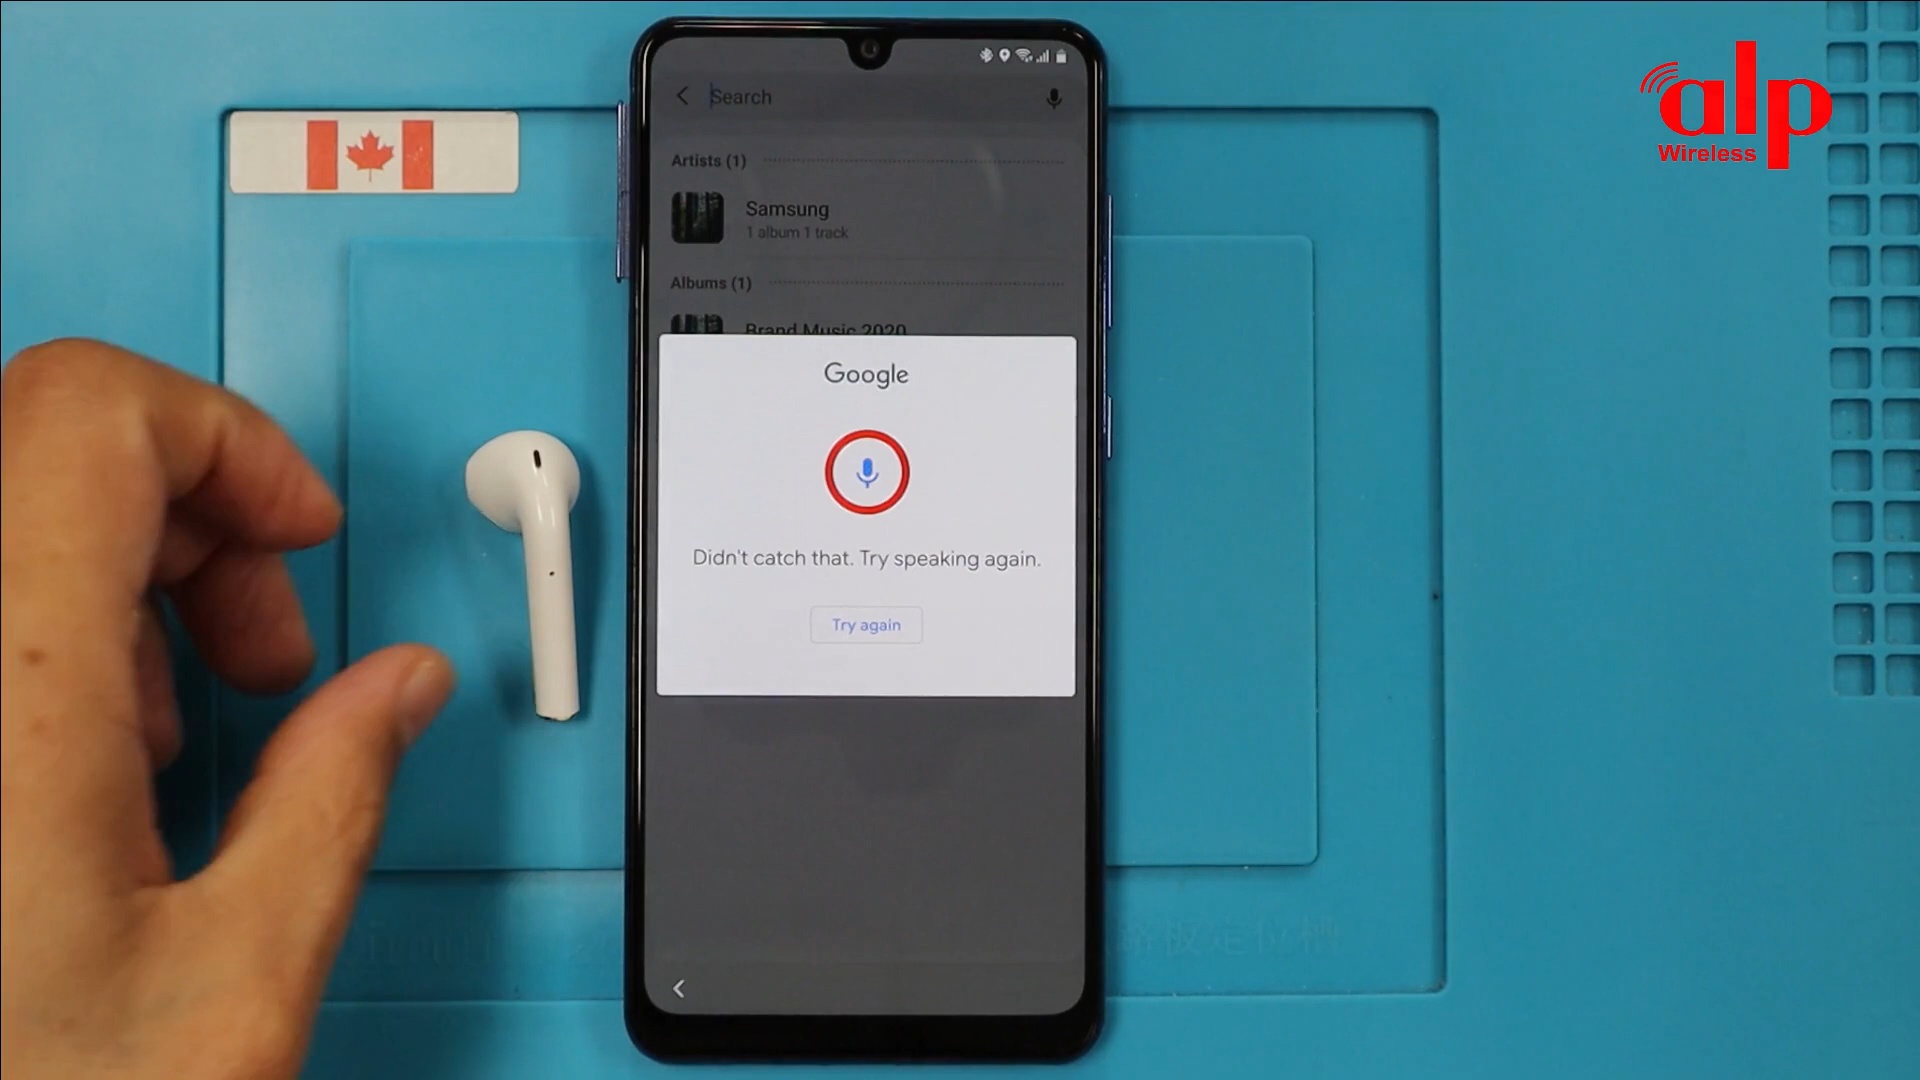 alp
Wireless
Search
Artists (1)
Samsung
1 album 1 track
Albums (1)
Brand Music 2020
Google
Didn't catch that. Try speaking again.
Try again